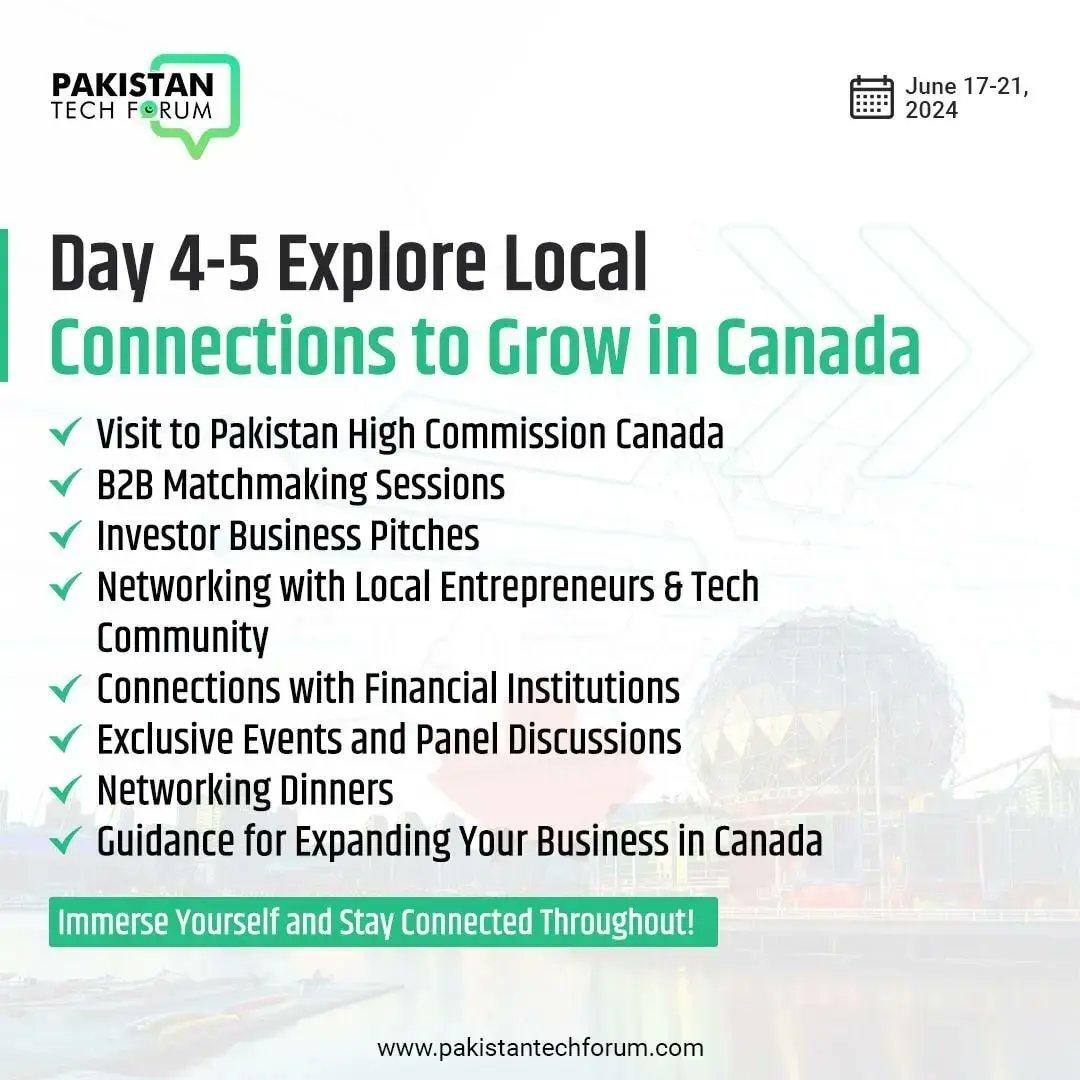 PAKISTAN
TECH FORUM
June 17-21,
2024
Day 4-5 Explore Local
Connections to Grow in Canada
Visit to Pakistan High Commission Canada
B2B Matchmaking Sessions
Investor Business Pitches
Networking with Local Entrepreneurs & Tech
Community
Connections with Financial Institutions
Exclusive Events and Panel Discussions
Networking Dinners
Guidance for Expanding Your Business in Canada
Immerse Yourself and Stay Connected Throughout!
www.pakistantechforum.com